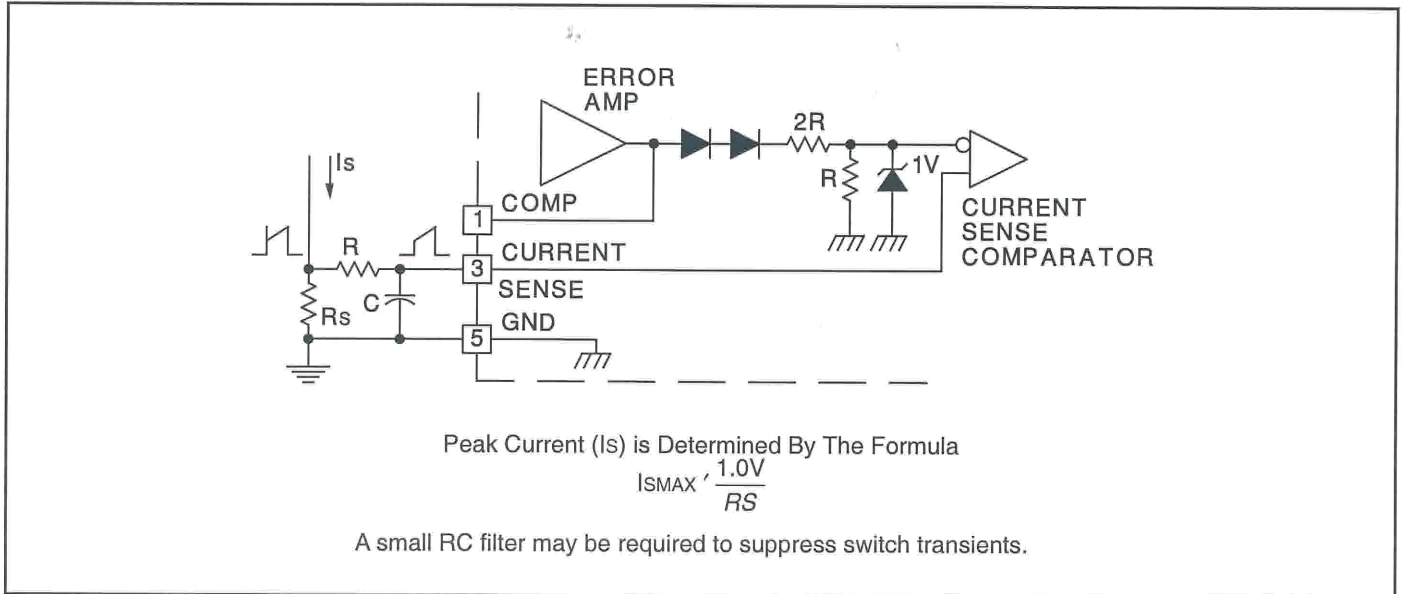 ERROR
AMP
2R
R
1V
Is
1
COMP
CURRENT
SENSE
COMPARATOR
R
3
CURRENT
SENSE
C
Rs
5
GND
Peak Current (Is) is Determined By The Formula
ISMAX ′ 1.0V
RS
A small RC filter may be required to suppress switch transients.